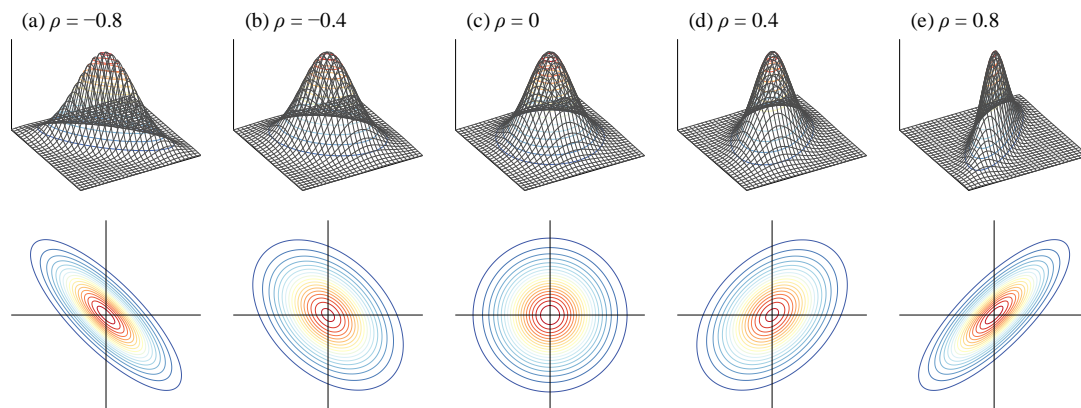 (a) ρ = −0.8
(b) ρ = −0.4
(c) ρ = 0
(d) ρ = 0.4
(e) ρ = 0.8